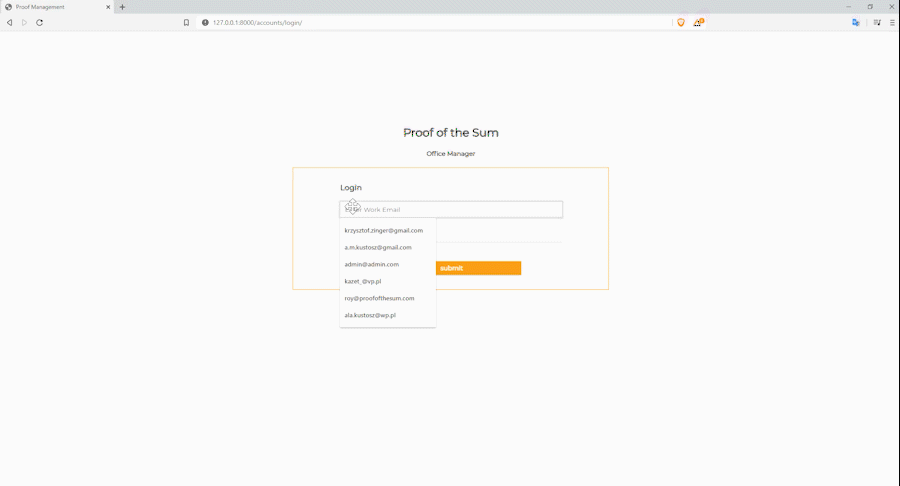 Proof Management
127.0.0.1:8000/accounts/login/
Proof of the Sum
Office Manager
Login
Work Email
krzysztof.zinger@gmail.com
a.m.kustosz@gmail.com
admin@admin.com
kazet_@vp.pl
submit
roy@proofofthesum.com
ala.kustosz@wp.pl